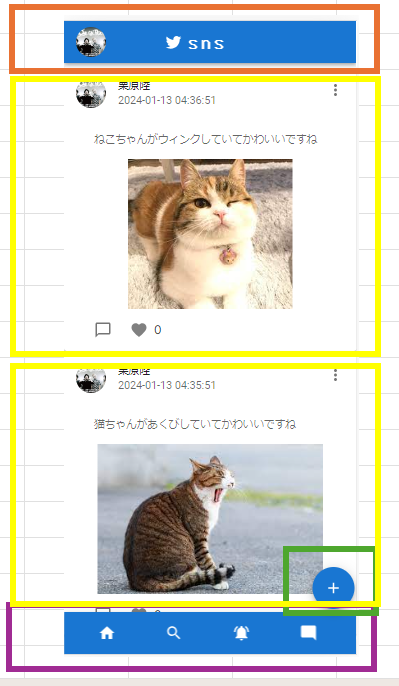 sns
栗原陸
2024-01-13 04:36:51
ねこちゃんがウィンクしていてかわいいですね
0
栗原陸
2024-01-13 04:35:51
猫ちゃんがあくびしていてかわいいですね